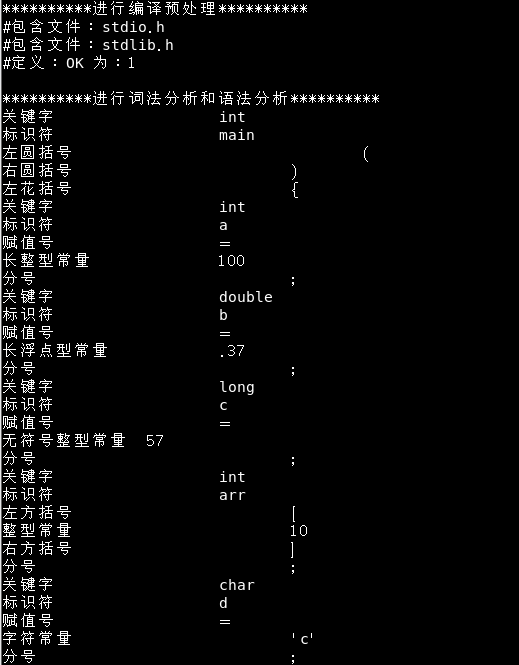 **********进行编译预处理**********
#包含文件：stdio.h
#包含文件：stdlib.h
#定义：OK 为：1
**********进行词法分析和语法分析**********
关键字 int
标识符 main
左圆括号 (
右圆括号 )
左花括号 {
关键字 int
标识符 a
赋值号 =
长整型常量 100
分号 ;
关键字 double
标识符 b
赋值号 =
长浮点型常量 .37
分号 ;
关键字 long
标识符 c
赋值号 =
无符号整型常量 57
分号 ;
关键字 int
标识符 arr
左方括号 [
整型常量 10
右方括号 ]
分号 ;
关键字 char
标识符 d
赋值号 =
字符常量 'c'
分号 ;